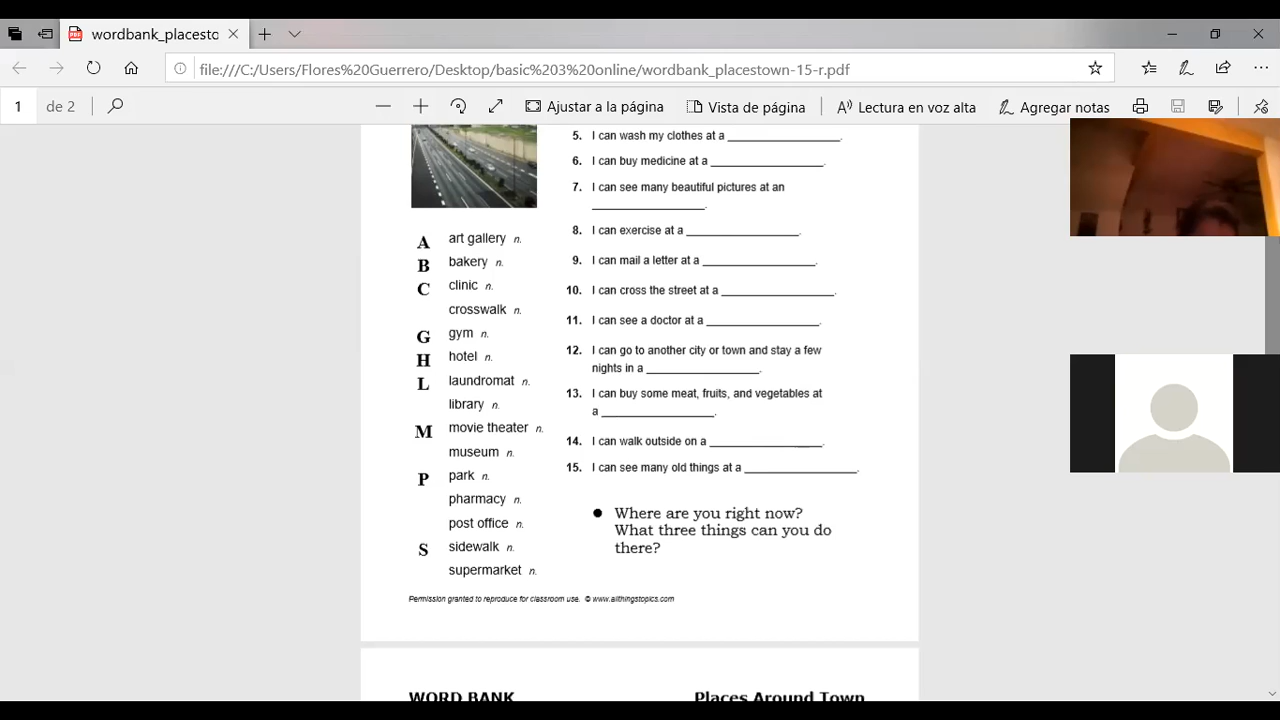 wordbank_placesto
file:///C:/Users/Flores%20Guerrero/Desktop/basic%203%20online/wordbank_placestown-15-r.pdf
1 de 2 Ajustar a la página Vista de página Lectura en voz alta Agregar notas
5. I can wash my clothes at a ________________.
6. I can buy medicine at a ________________.
7. I can see many beautiful pictures at an
________________.
8. I can exercise at a ________________.
9. I can mail a letter at a ________________.
10. I can cross the street at a ________________.
11. I can see a doctor at a ________________.
12. I can go to another city or town and stay a few
nights in a ________________.
13. I can buy some meat, fruits, and vegetables at
a ________________.
14. I can walk outside on a ________________.
15. I can see many old things at a ________________.
● Where are you right now?
What three things can you do
there?
A art gallery n.
B bakery n.
C clinic n.
crosswalk n.
G gym n.
H hotel n.
L laundromat n.
library n.
M movie theater n.
museum n.
P park n.
pharmacy n.
post office n.
S sidewalk n.
supermarket n.
Permission granted to reproduce for classroom use. © www.allthingstopics.com
WORD BANK Places Around Town